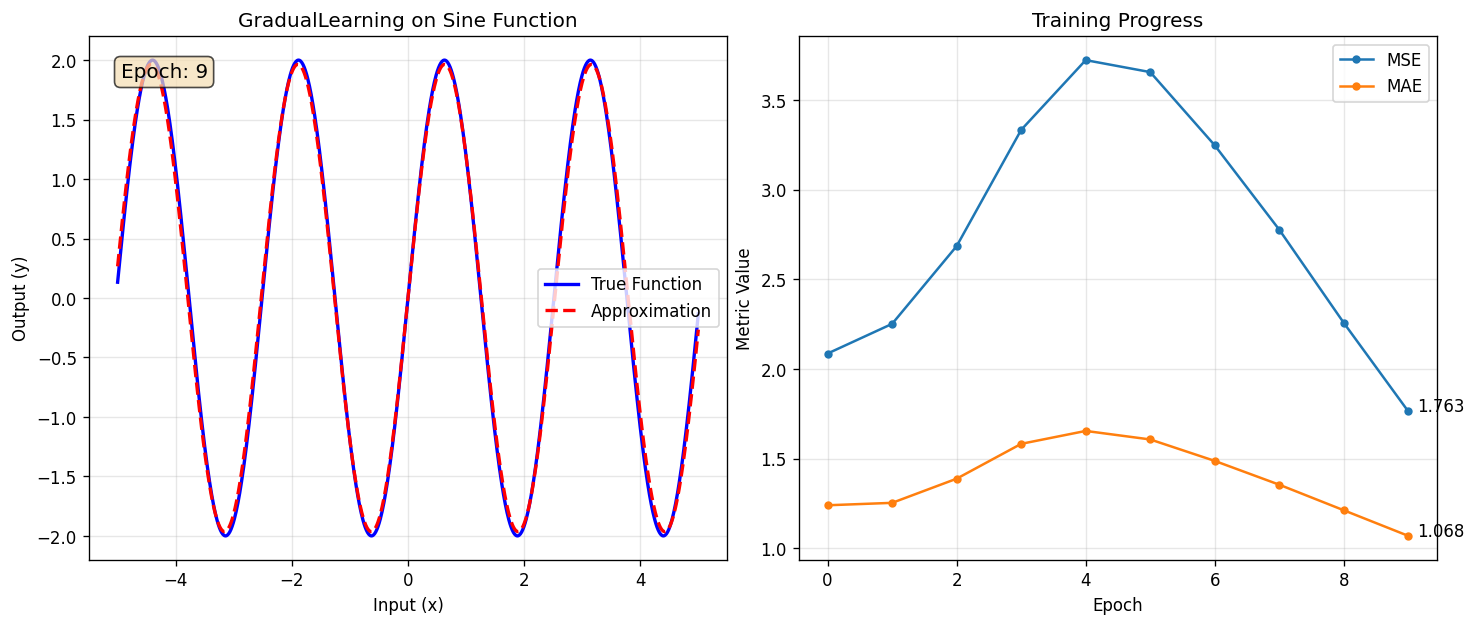 GradualLearning on Sine Function
Epoch: 9
2.0
1.5
1.0
0.5
0.0
−0.5
−1.0
−1.5
−2.0
Output (y)
True Function
Approximation
−4
−2
0
2
4
Input (x)
Training Progress
MSE
MAE
3.5
3.0
2.5
2.0
1.5
1.0
Metric Value
1.763
1.068
0
2
4
6
8
Epoch